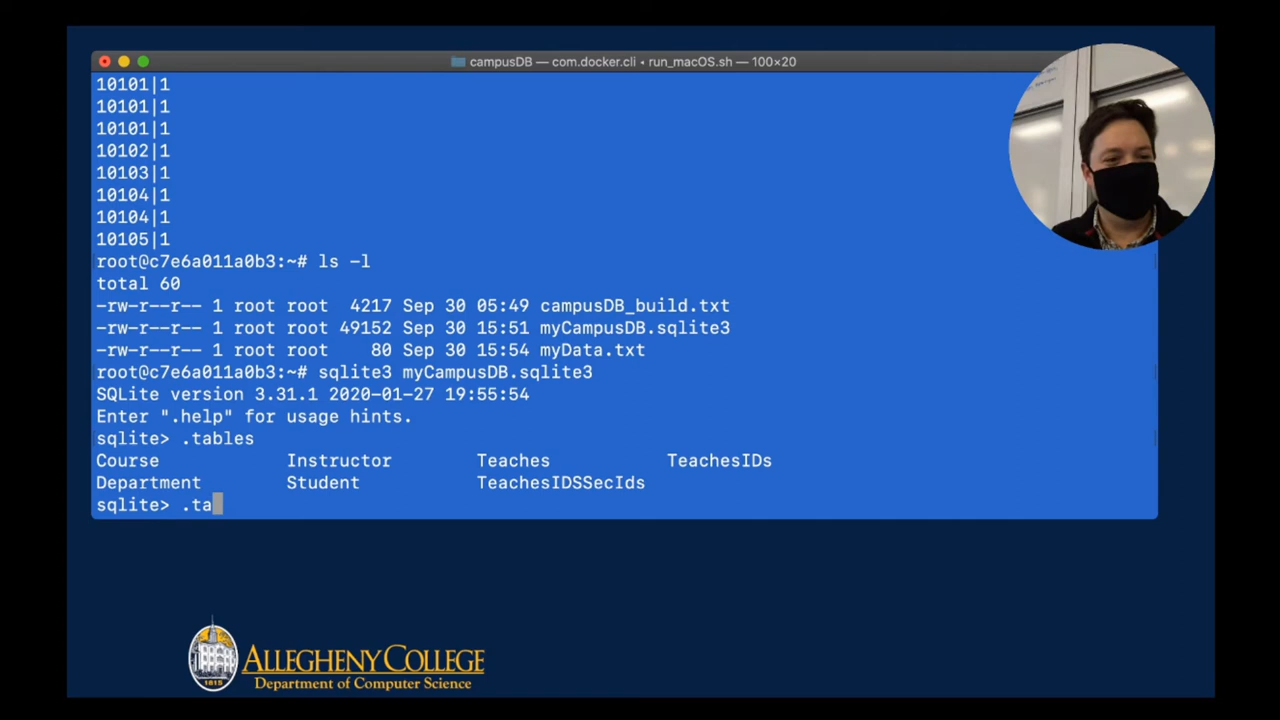 campusDB — com.docker.cli • run_macOS.sh — 100×20
10101|1
10101|1
10101|1
10102|1
10103|1
10104|1
10104|1
10105|1
root@c7e6a011a0b3:~# ls -l
total 60
-rw-r--r-- 1 root root  4217 Sep 30 05:49 campusDB_build.txt
-rw-r--r-- 1 root root 49152 Sep 30 15:51 myCampusDB.sqlite3
-rw-r--r-- 1 root root    80 Sep 30 15:54 myData.txt
root@c7e6a011a0b3:~# sqlite3 myCampusDB.sqlite3
SQLite version 3.31.1 2020-01-27 19:55:54
Enter ".help" for usage hints.
sqlite> .tables
Course            Instructor        Teaches           TeachesIDs
Department        Student           TeachesIDSSecIds
sqlite> .ta
ALLEGHENY COLLEGE
Department of Computer Science
1815